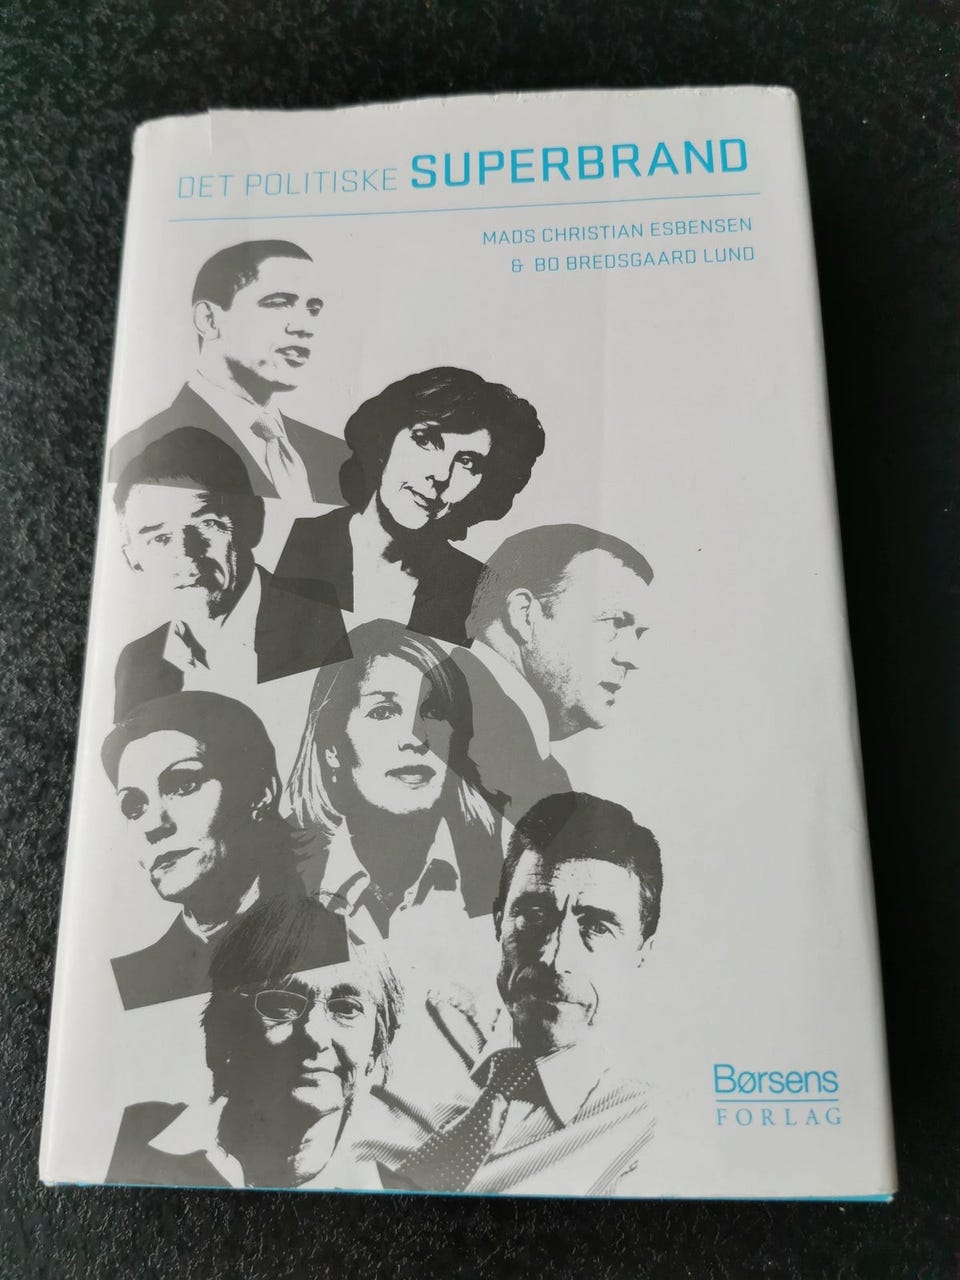 DET POLITISKE SUPERBRAND
MADS CHRISTIAN ESBENSEN
& BO BREDSGAARD LUND
Børsens
FORLAG